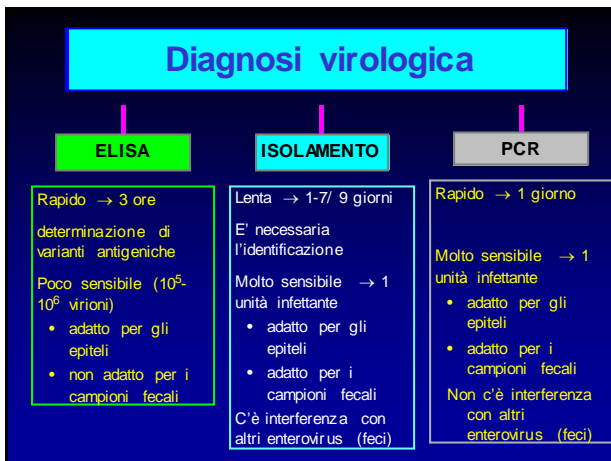 Diagnosi virologica
ELISA
Rapido → 3 ore
determinazione di
varianti antigeniche
Poco sensibile (10⁵-
10⁶ virioni)
• adatto per gli
epiteli
• non adatto per i
campioni fecali
ISOLAMENTO
Lenta → 1-7/ 9 giorni
E' necessaria
l'identificazione
Molto sensibile → 1
unità infettante
• adatto per gli
epiteli
• adatto per i
campioni fecali
C'è interferenza con
altri enterovirus (feci)
PCR
Rapido → 1 giorno
Molto sensibile → 1
unità infettante
• adatto per gli
epiteli
• adatto per i
campioni fecali
Non c'è interferenza
con altri
enterovirus (feci)